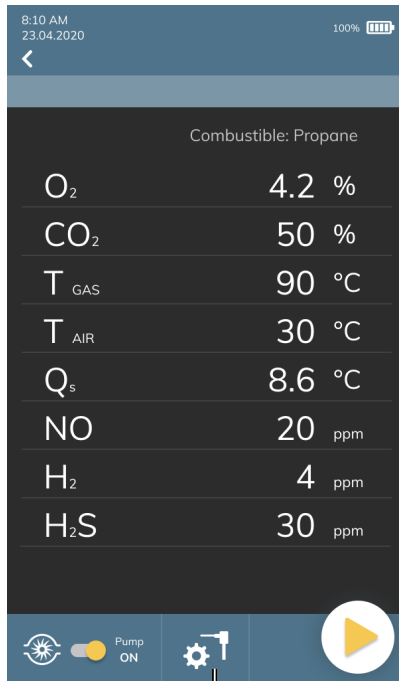 8:10 AM
23.04.2020
100%
Combustible: Propane
O₂ 4.2 %
CO₂ 50 %
T GAS 90 °C
T AIR 30 °C
Qₛ 8.6 °C
NO 20 ppm
H₂ 4 ppm
H₂S 30 ppm
Pump
ON